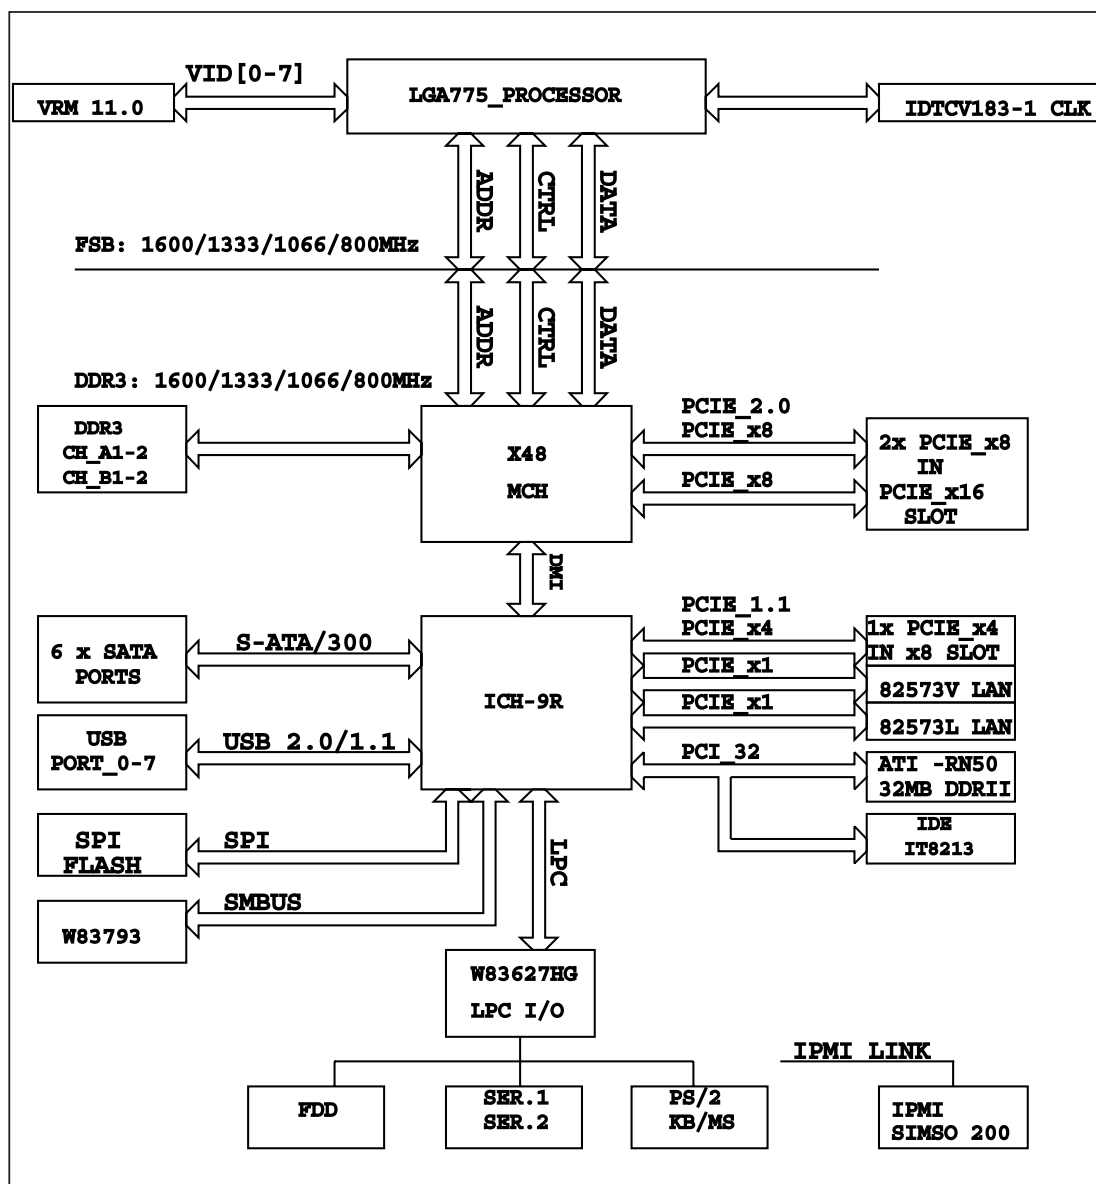 VID[0-7]
VRM 11.0
LGA775_PROCESSOR
IDTCV183-1 CLK
ADDR
CTRL
DATA
FSB: 1600/1333/1066/800MHz
ADDR
CTRL
DATA
DDR3: 1600/1333/1066/800MHz
DDR3
CH_A1-2
CH_B1-2
X48
MCH
PCIE_2.0
PCIE_x8
PCIE_x8
2x PCIE_x8
IN
PCIE_x16
SLOT
DMI
6 x SATA
PORTS
S-ATA/300
ICH-9R
PCIE_1.1
PCIE_x4
PCIE_x1
PCIE_x1
1x PCIE_x4
IN x8 SLOT
82573V LAN
82573L LAN
USB
PORT_0-7
USB 2.0/1.1
PCI_32
ATI -RN50
32MB DDRII
IDE
IT8213
SPI
FLASH
SPI
LPC
W83793
SMBUS
W83627HG
LPC I/O
FDD
SER.1
SER.2
PS/2
KB/MS
IPMI LINK
IPMI
SIMSO 200